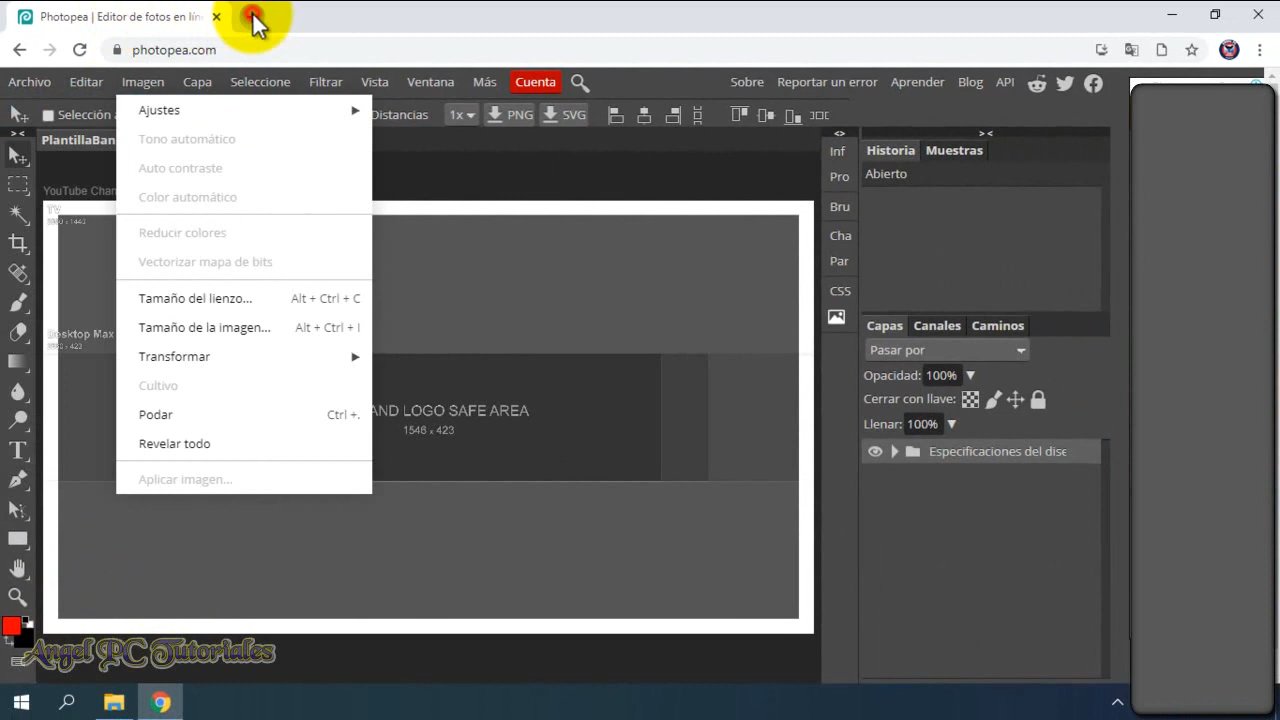 Photopea | Editor de fotos en lín
photopea.com
Archivo Editar Imagen Capa Seleccione Filtrar Vista Ventana Más Cuenta Sobre Reportar un error Aprender Blog API
Selección Distancias 1x PNG SVG
PlantillaBan
YouTube Chan
TV
Desktop Max
Ajustes
Tono automático
Auto contraste
Color automático
Reducir colores
Vectorizar mapa de bits
Tamaño del lienzo... Alt + Ctrl + C
Tamaño de la imagen... Alt + Ctrl + I
Transformar
Cultivo
Podar Ctrl +.
Revelar todo
Aplicar imagen...
AND LOGO SAFE AREA
1546 x 423
Inf
Pro
Bru
Cha
Par
CSS
Historia Muestras
Abierto
Capas Canales Caminos
Pasar por
Opacidad: 100%
Cerrar con llave:
Llenar: 100%
Especificaciones del dise
Angel PC Tutoriales